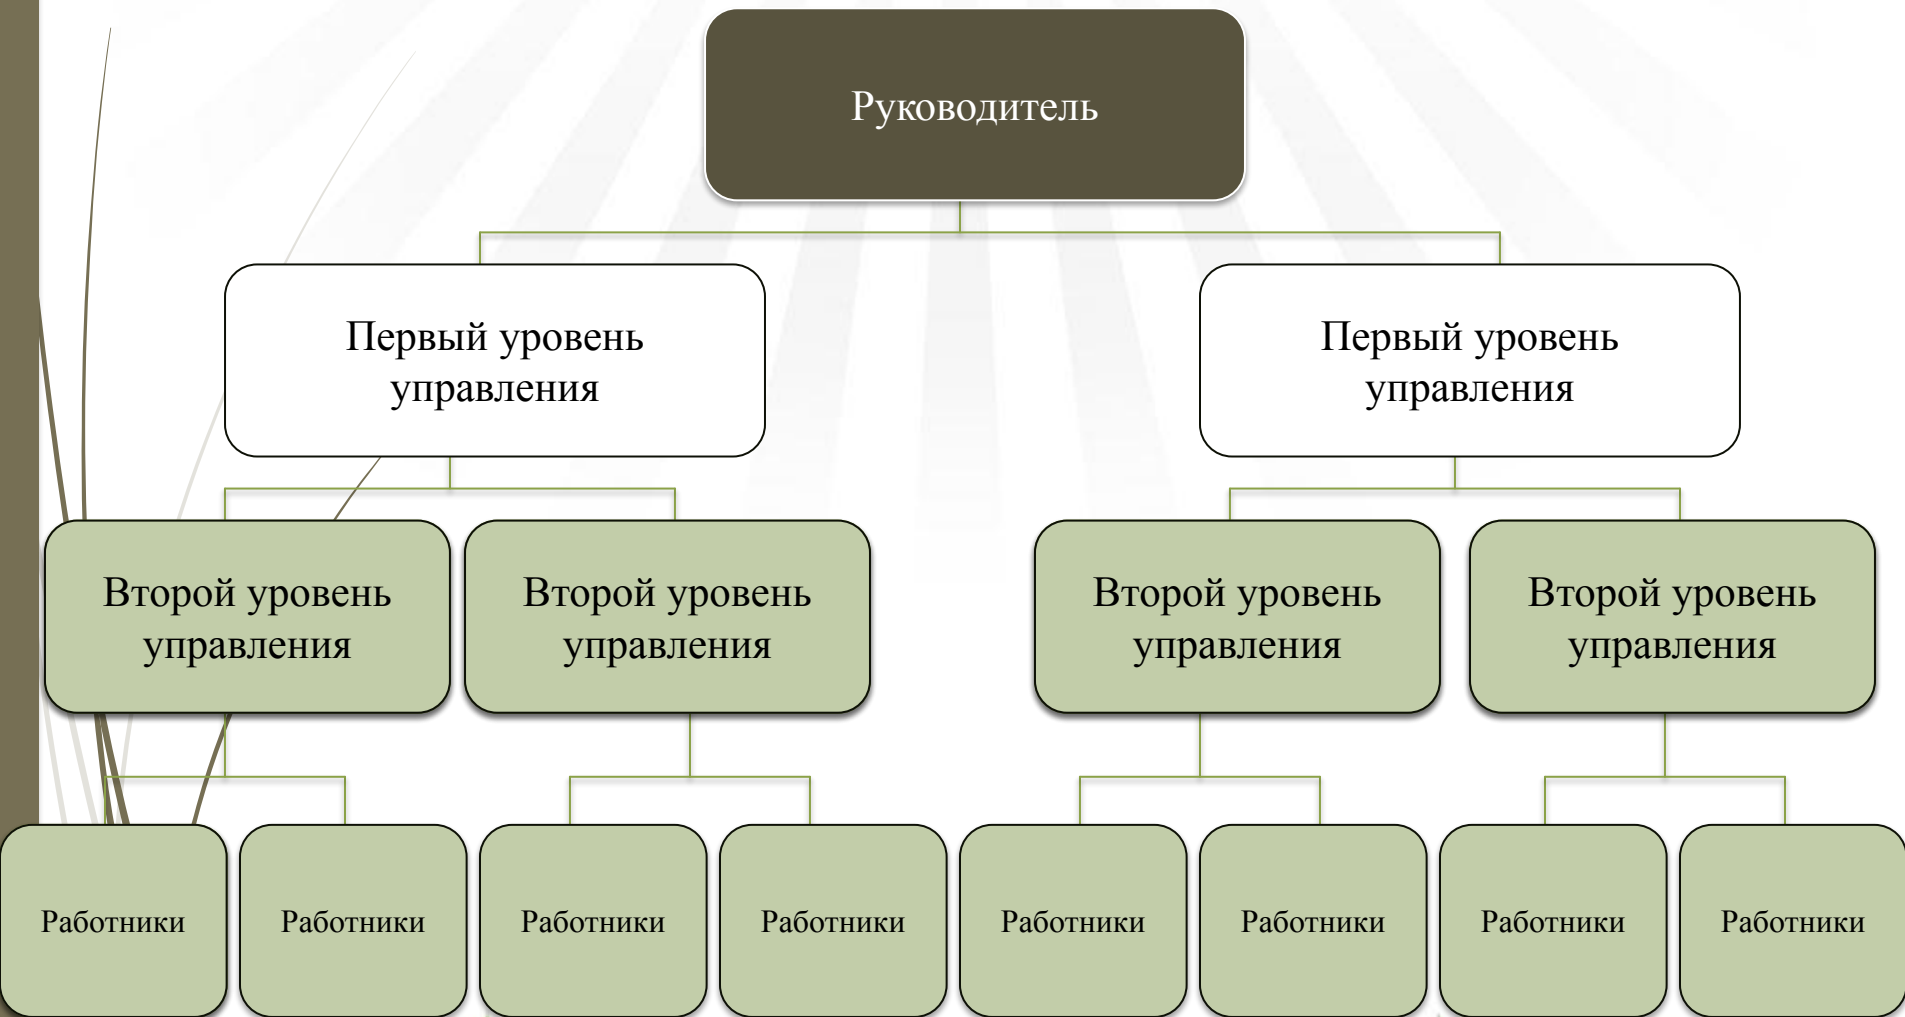 Руководитель
Первый уровень
управления
Первый уровень
управления
Второй уровень
управления
Второй уровень
управления
Второй уровень
управления
Второй уровень
управления
Работники
Работники
Работники
Работники
Работники
Работники
Работники
Работники